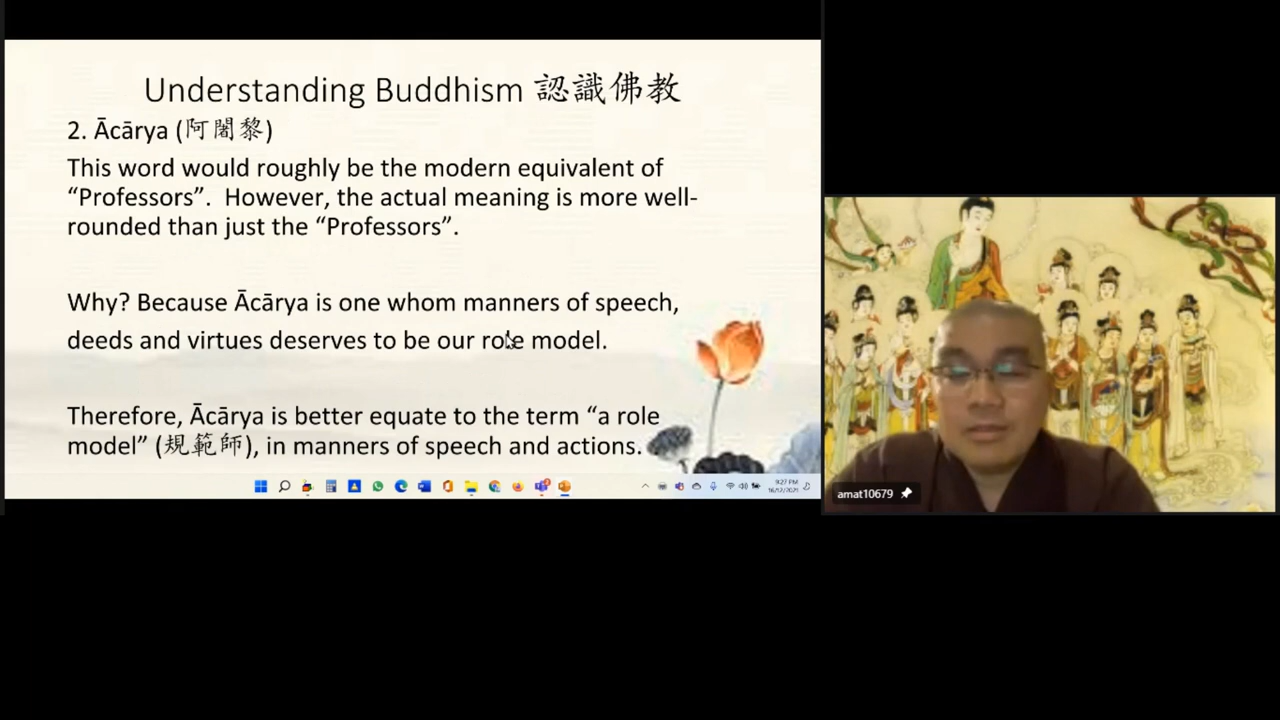 Understanding Buddhism 認識佛教
2. Ācārya (阿闍黎)
This word would roughly be the modern equivalent of
“Professors”.  However, the actual meaning is more well-
rounded than just the “Professors”.
Why? Because Ācārya is one whom manners of speech,
deeds and virtues deserves to be our role model.
Therefore, Ācārya is better equate to the term “a role
model” (規範師), in manners of speech and actions.
9:27 PM
amat10679